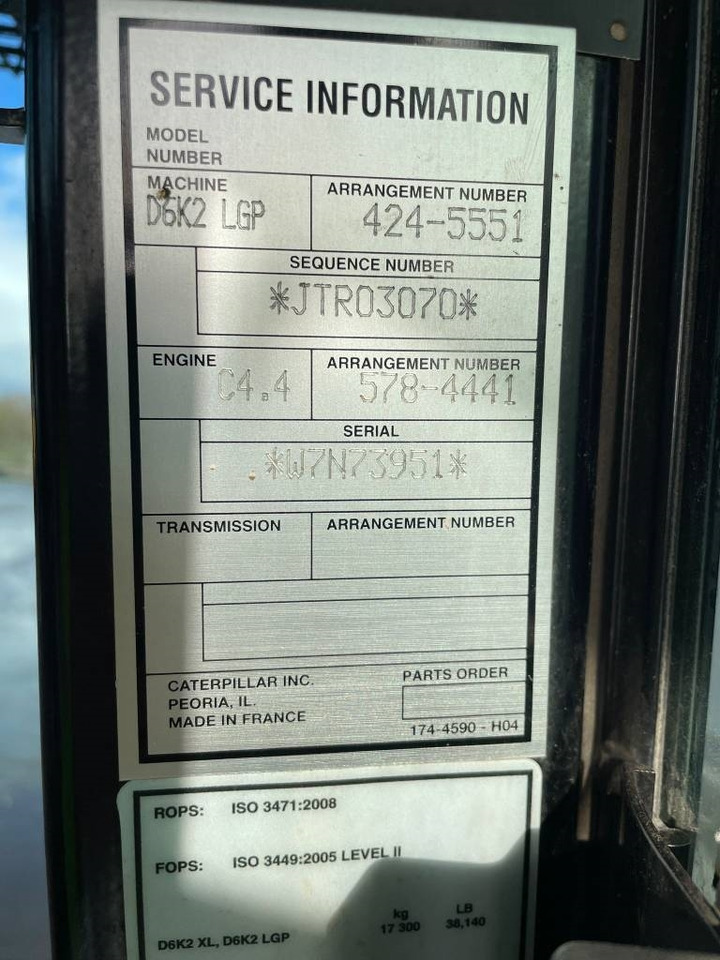 SERVICE INFORMATION
MODEL
NUMBER
MACHINE ARRANGEMENT NUMBER
D6K2 LGP 424-5551
SEQUENCE NUMBER
*JTR03070*
ENGINE ARRANGEMENT NUMBER
C4.4 578-4441
SERIAL
*W7N73951*
TRANSMISSION ARRANGEMENT NUMBER
CATERPILLAR INC. PARTS ORDER
PEORIA, IL.
MADE IN FRANCE 174-4590 - H04
ROPS: ISO 3471:2008
FOPS: ISO 3449:2005 LEVEL II
kg LB
D6K2 XL, D6K2 LGP 17 300 38,140